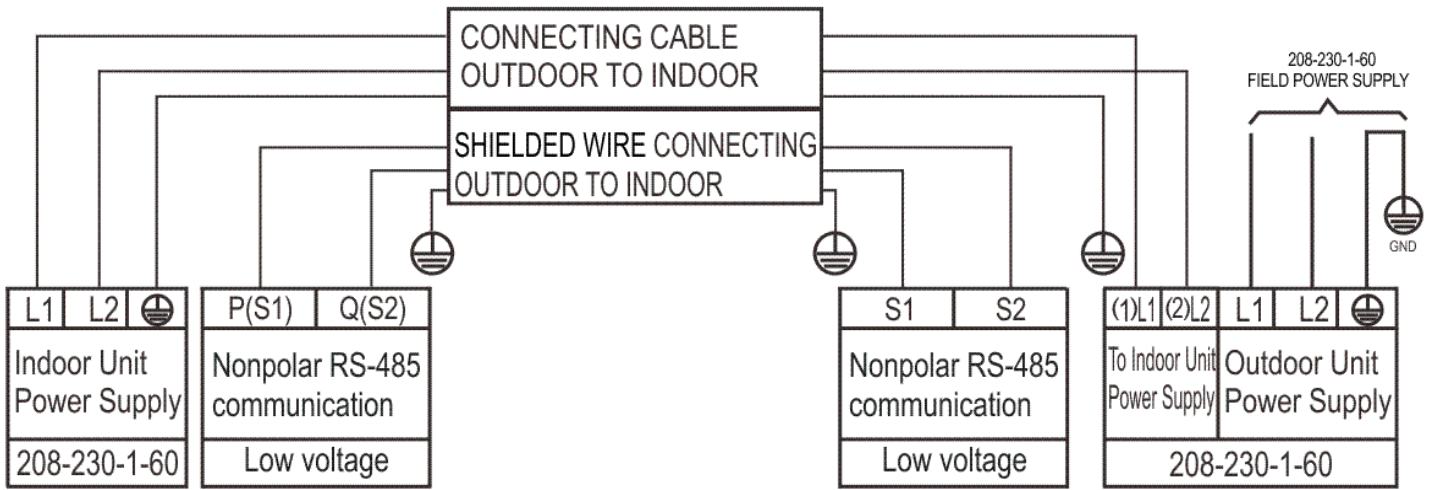 CONNECTING CABLE
OUTDOOR TO INDOOR
208-230-1-60
FIELD POWER SUPPLY
SHIELDED WIRE CONNECTING
OUTDOOR TO INDOOR
GND
L1 L2
P(S1) Q(S2)
S1 S2
(1)L1 (2)L2 L1 L2
Indoor Unit
Power Supply
Nonpolar RS-485
communication
Nonpolar RS-485
communication
To Indoor Unit
Power Supply
Outdoor Unit
Power Supply
208-230-1-60
Low voltage
Low voltage
208-230-1-60